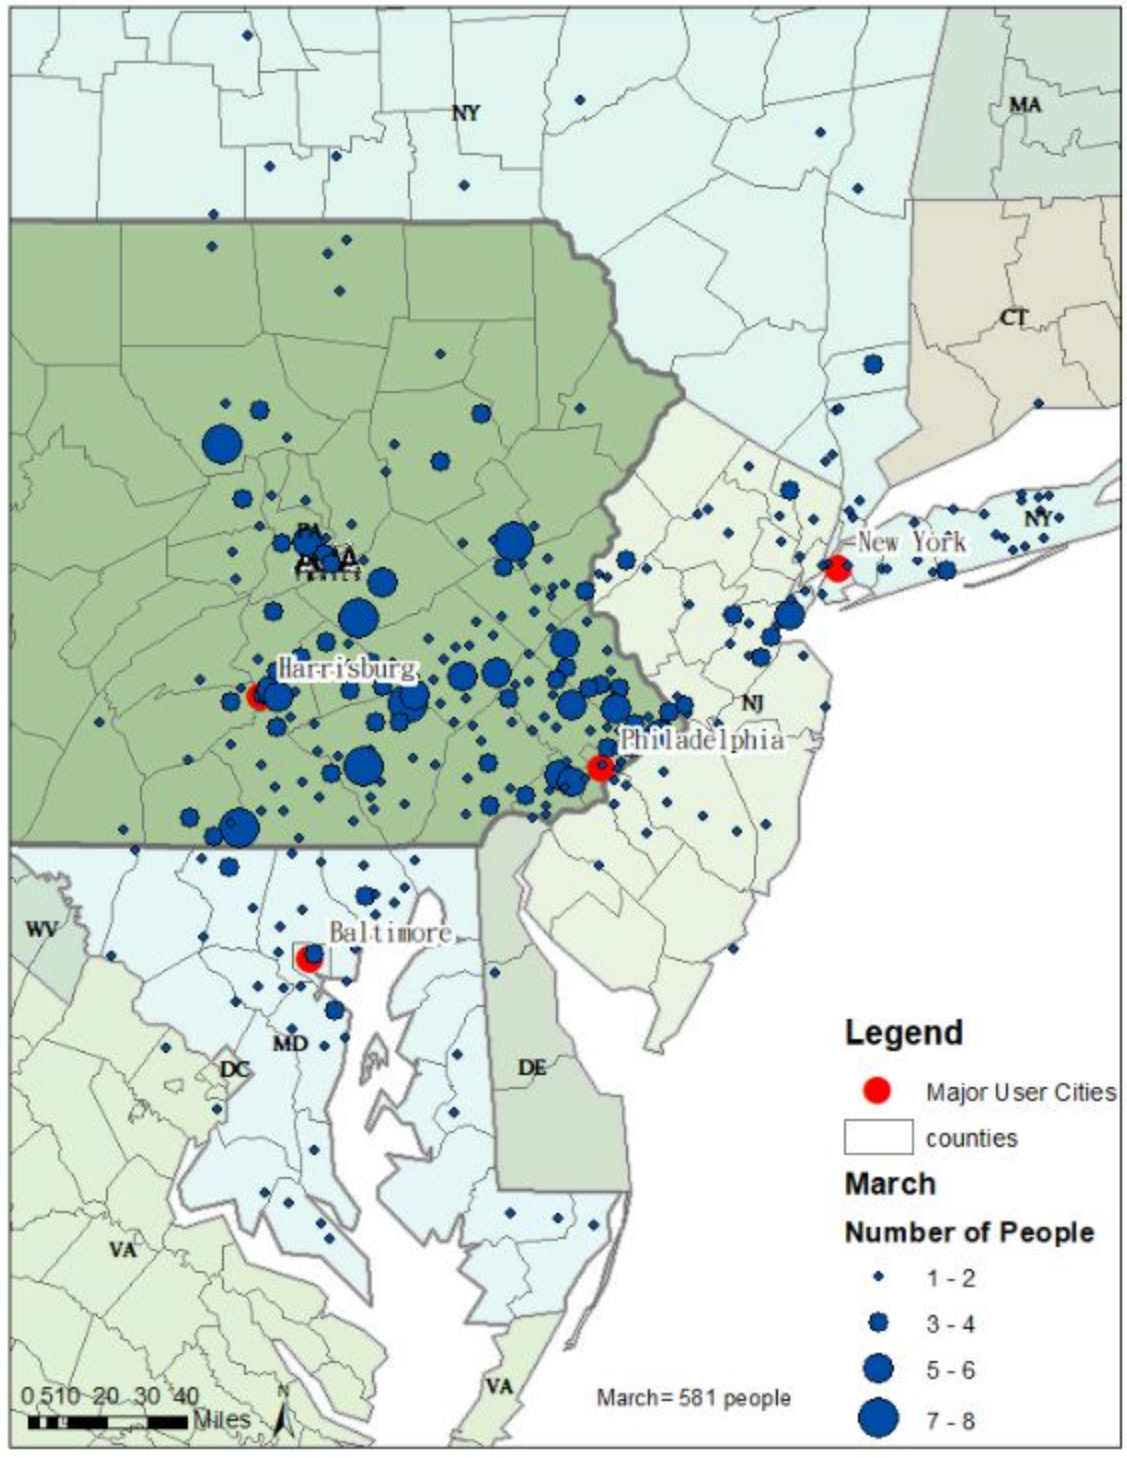 NY
MA
CT
PA
TRAILS
New York
NY
Harrisburg
NJ
Philadelphia
WV
Baltimore
MD
DC
DE
VA
VA
Legend
Major User Cities
counties
March
Number of People
1 - 2
3 - 4
5 - 6
7 - 8
March= 581 people
0 510 20 30 40
Miles
N